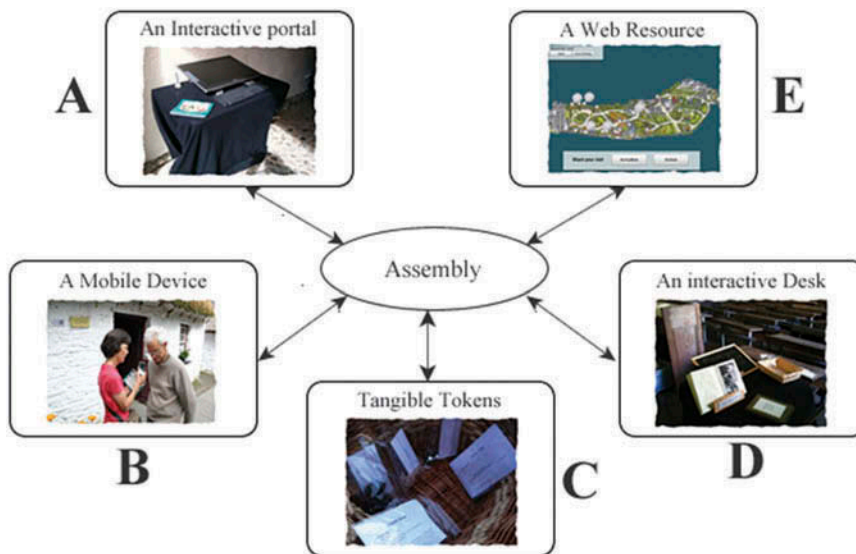 An Interactive portal
A
A Web Resource
E
Assembly
A Mobile Device
B
Tangible Tokens
C
An interactive Desk
D